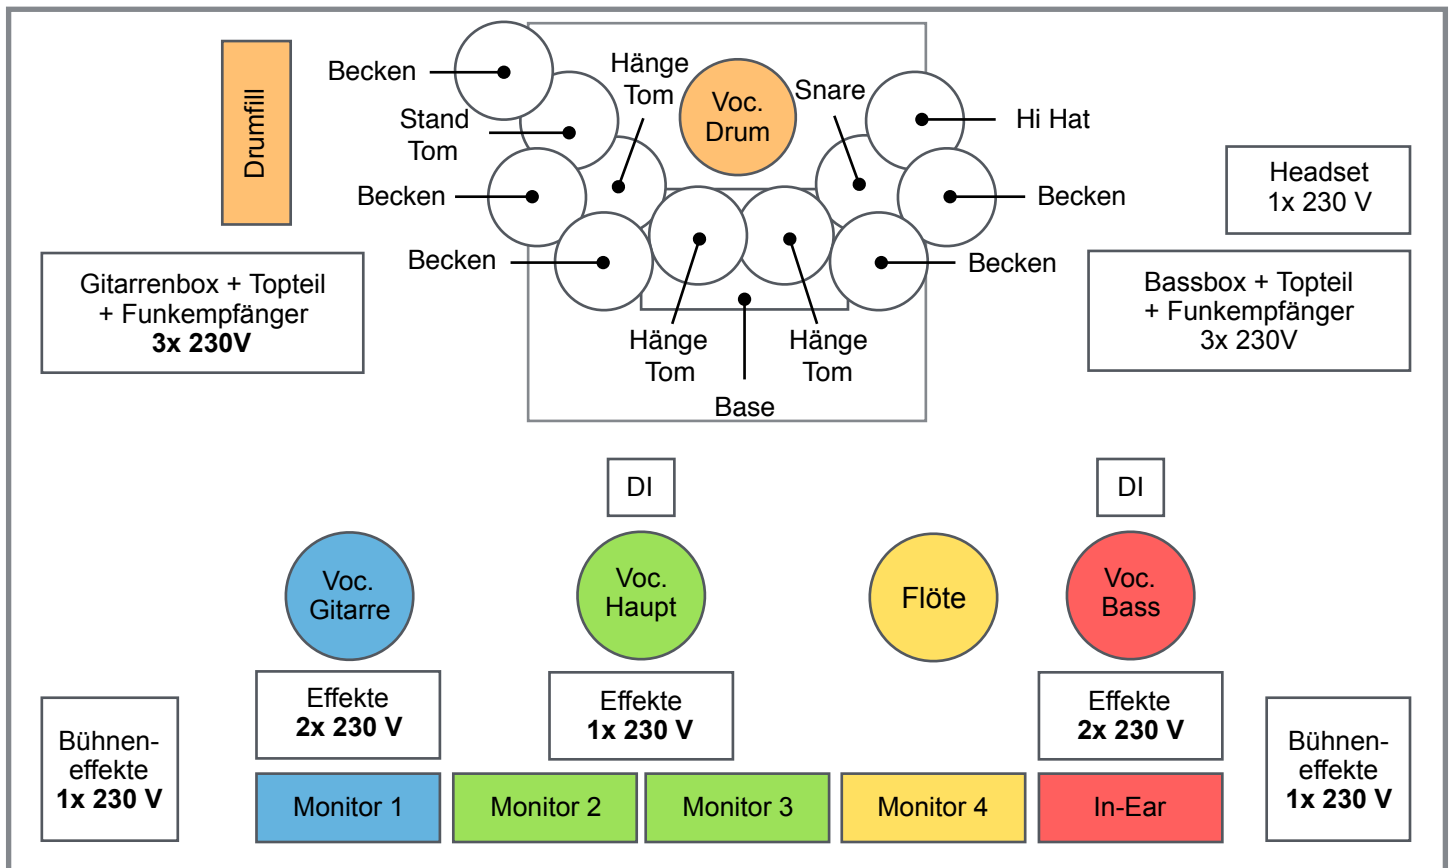 Drumfill
Becken
Hänge
Tom
Voc.
Drum
Snare
Stand
Tom
Hi Hat
Becken
Becken
Headset
1x 230 V
Becken
Becken
Gitarrenbox + Topteil
+ Funkempfänger
3x 230V
Bassbox + Topteil
+ Funkempfänger
3x 230V
Hänge
Tom
Hänge
Tom
Base
DI
DI
Voc.
Gitarre
Voc.
Haupt
Flöte
Voc.
Bass
Effekte
2x 230 V
Effekte
1x 230 V
Effekte
2x 230 V
Bühnen-
effekte
1x 230 V
Bühnen-
effekte
1x 230 V
Monitor 1
Monitor 2
Monitor 3
Monitor 4
In-Ear